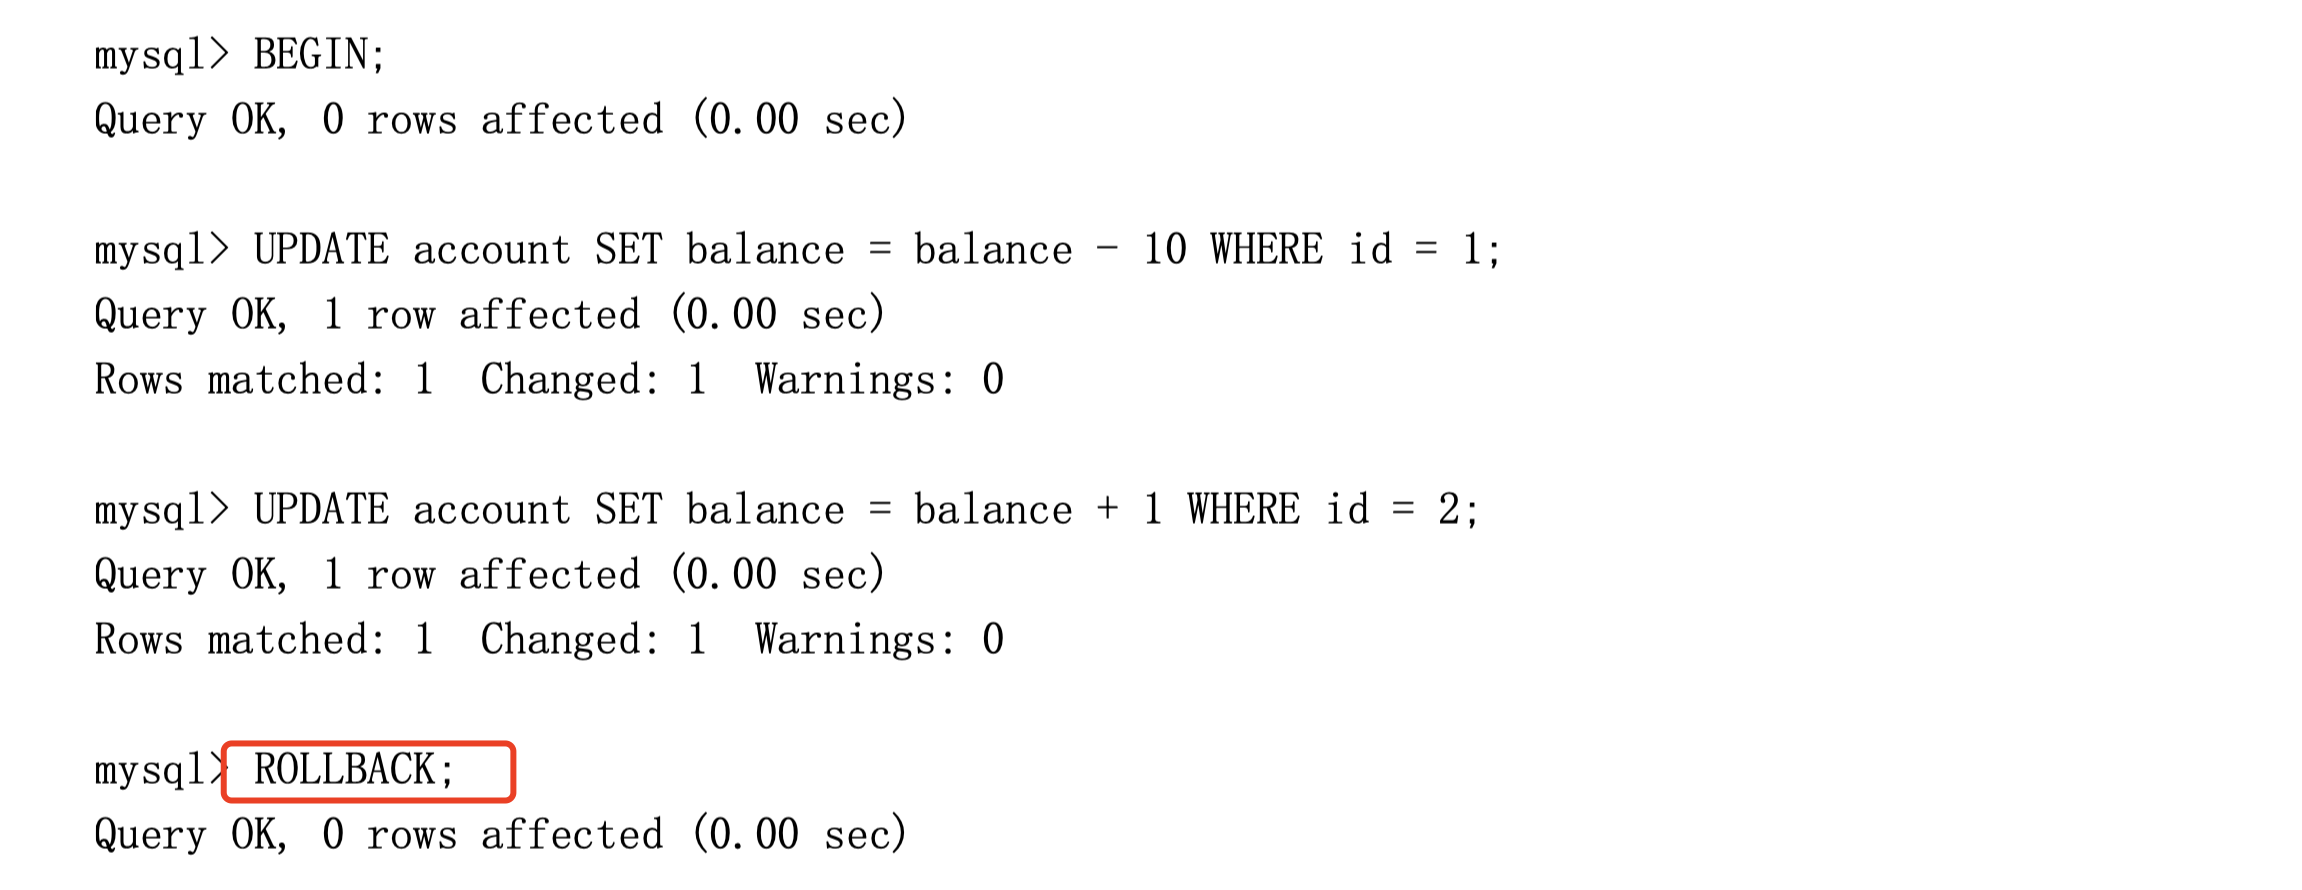 mysql> BEGIN;
Query OK, 0 rows affected (0.00 sec)
mysql> UPDATE account SET balance = balance - 10 WHERE id = 1;
Query OK, 1 row affected (0.00 sec)
Rows matched: 1  Changed: 1  Warnings: 0
mysql> UPDATE account SET balance = balance + 1 WHERE id = 2;
Query OK, 1 row affected (0.00 sec)
Rows matched: 1  Changed: 1  Warnings: 0
mysql> ROLLBACK;
Query OK, 0 rows affected (0.00 sec)